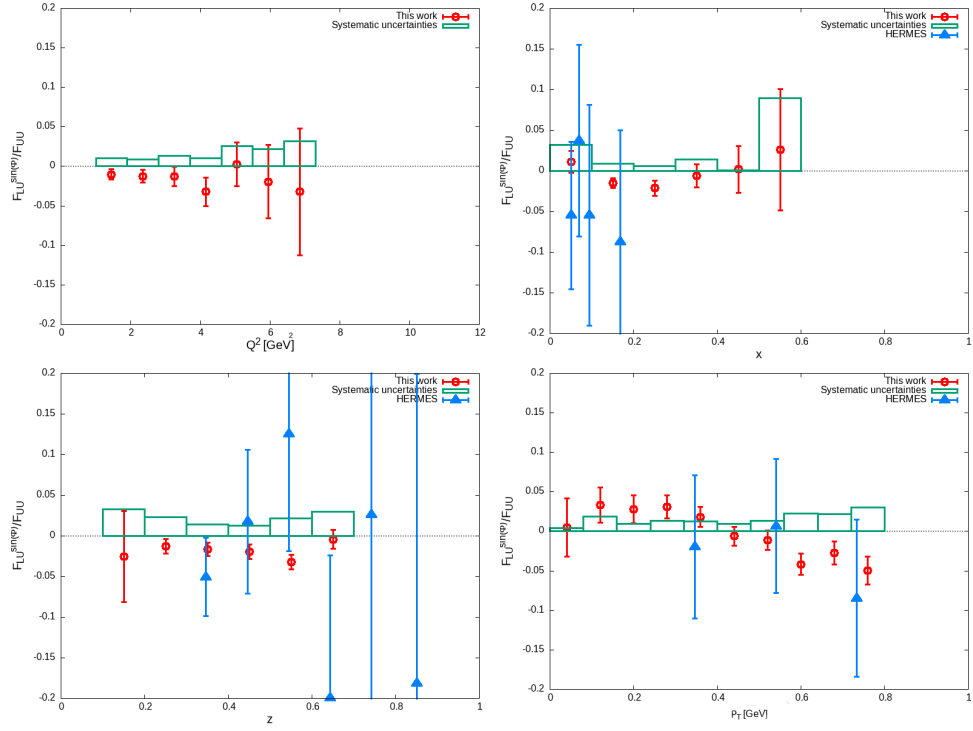 This work
Systematic uncertainties
0.2
0.15
0.1
0.05
0
-0.05
-0.1
-0.15
-0.2
F_LU^sin(φ)/F_UU
0 2 4 6 8 10 12
Q^2 [GeV]^2
This work
Systematic uncertainties
HERMES
0.2
0.15
0.1
0.05
0
-0.05
-0.1
-0.15
-0.2
F_LU^sin(φ)/F_UU
0 0.2 0.4 0.6 0.8 1
x
This work
Systematic uncertainties
HERMES
0.2
0.15
0.1
0.05
0
-0.05
-0.1
-0.15
-0.2
F_LU^sin(φ)/F_UU
0 0.2 0.4 0.6 0.8 1
z
This work
Systematic uncertainties
HERMES
0.2
0.15
0.1
0.05
0
-0.05
-0.1
-0.15
-0.2
F_LU^sin(φ)/F_UU
0 0.2 0.4 0.6 0.8 1
p_T [GeV]